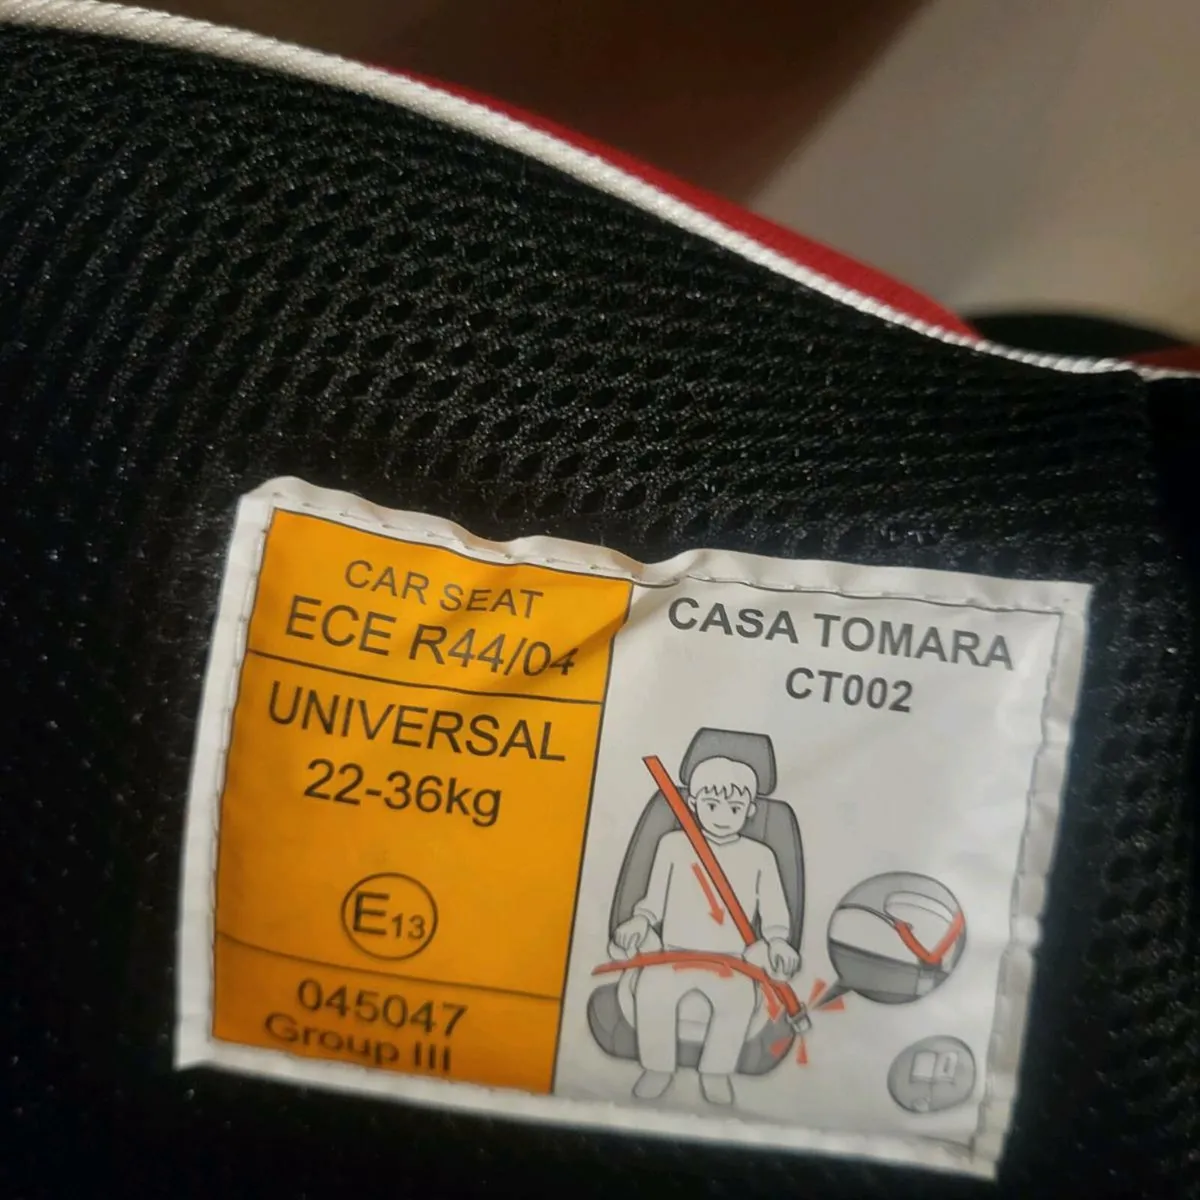 CAR SEAT
ECE R44/04
UNIVERSAL
22-36kg
E13
045047
Group III
CASA TOMARA
CT002